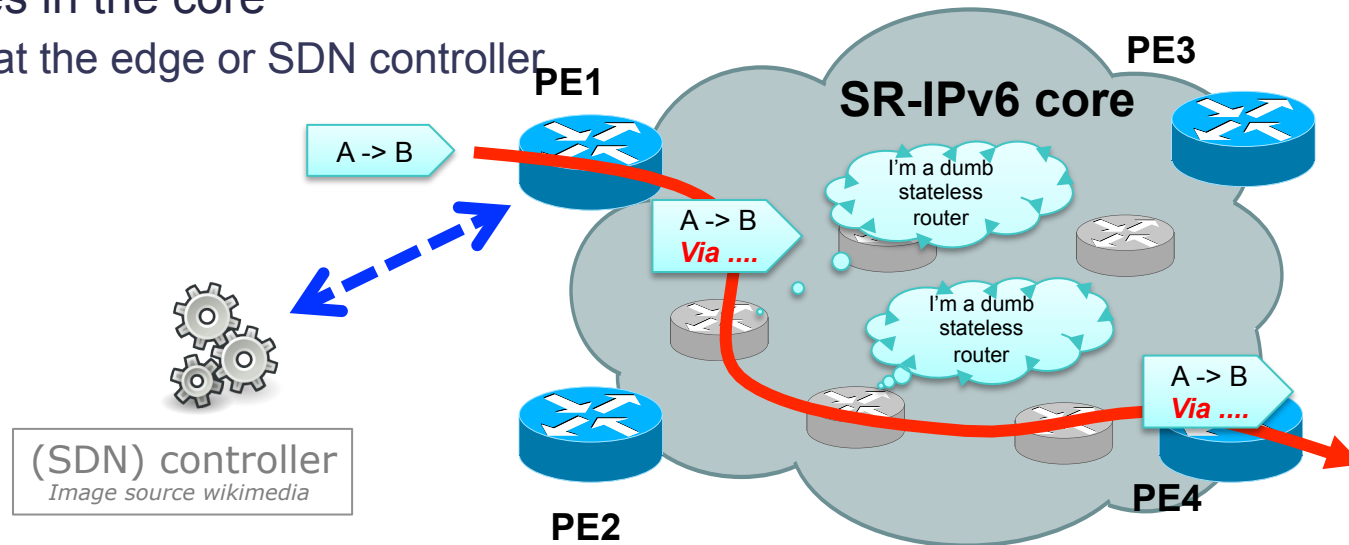 es in the core
at the edge or SDN controller
PE1
PE3
SR-IPv6 core
A -> B
I'm a dumb
stateless
router
A -> B
Via ....
I'm a dumb
stateless
router
A -> B
Via ....
(SDN) controller
Image source wikimedia
PE2
PE4